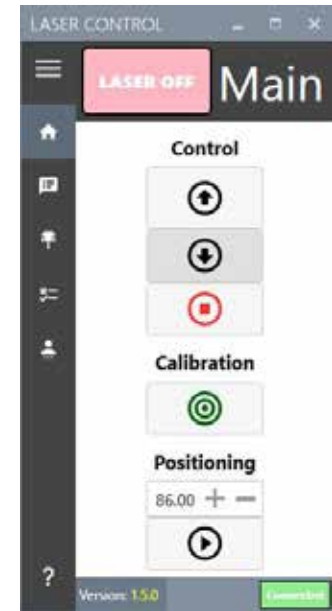 LASER CONTROL
LASER OFF
Main
Control
Calibration
Positioning
86.00
?
Version: 1.5.0
Connected